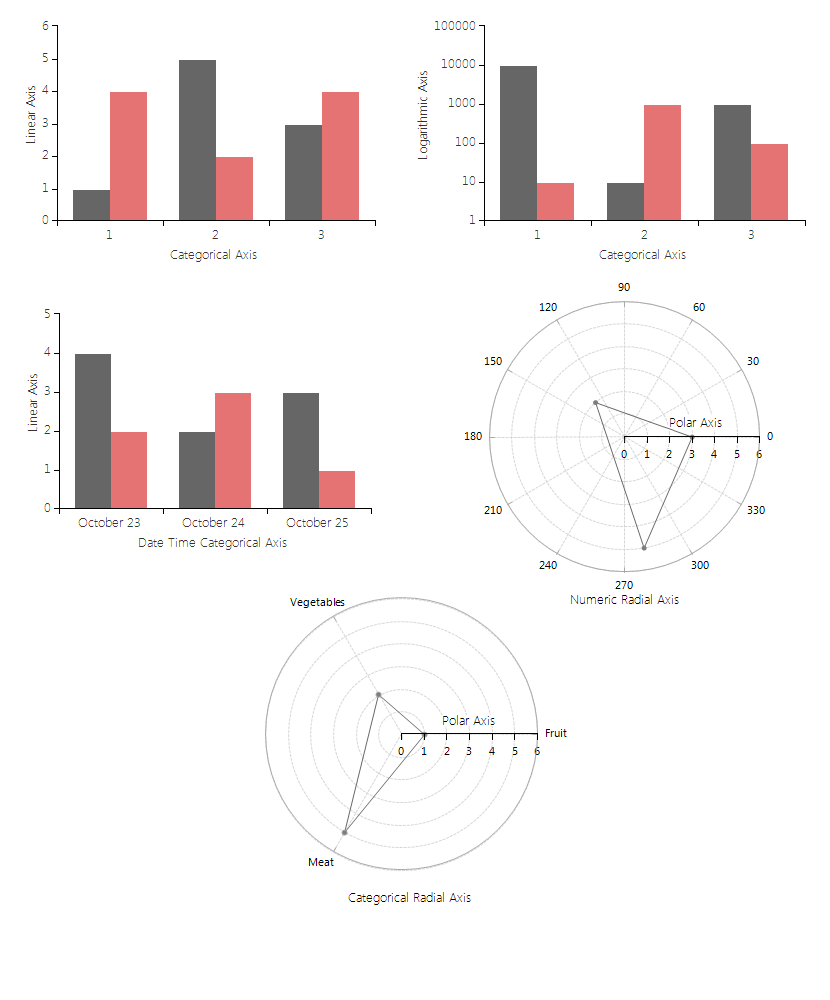 6
5
4
3
2
1
0
Linear Axis
1 2 3
Categorical Axis
100000
10000
1000
100
10
1
Logarithmic Axis
1 2 3
Categorical Axis
5
4
3
2
1
0
Linear Axis
October 23 October 24 October 25
Date Time Categorical Axis
90
120 60
150 30
Polar Axis
180 0
0 1 2 3 4 5 6
210 330
240 300
270
Numeric Radial Axis
Vegetables
Polar Axis
Fruit
0 1 2 3 4 5 6
Meat
Categorical Radial Axis